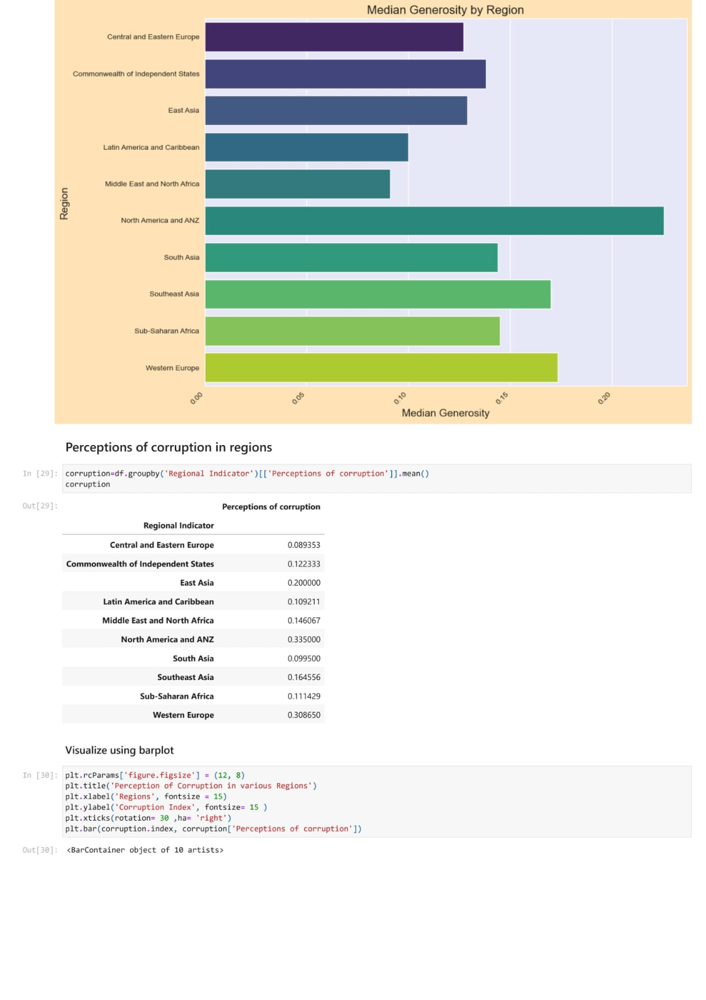 Median Generosity by Region
Central and Eastern Europe
Commonwealth of Independent States
East Asia
Latin America and Caribbean
Middle East and North Africa
North America and ANZ
South Asia
Southeast Asia
Sub-Saharan Africa
Western Europe
Region
0.00 0.05 0.10 0.15 0.20
Median Generosity
Perceptions of corruption in regions
In [29]: corruption=df.groupby('Regional Indicator')[['Perceptions of corruption']].mean()
corruption
Out[29]: Perceptions of corruption
Regional Indicator
Central and Eastern Europe 0.089353
Commonwealth of Independent States 0.122333
East Asia 0.200000
Latin America and Caribbean 0.109211
Middle East and North Africa 0.146067
North America and ANZ 0.335000
South Asia 0.099500
Southeast Asia 0.164556
Sub-Saharan Africa 0.111429
Western Europe 0.308650
Visualize using barplot
In [30]: plt.rcParams['figure.figsize'] = (12, 8)
plt.title('Perception of Corruption in various Regions')
plt.xlabel('Regions', fontsize = 15)
plt.ylabel('Corruption Index', fontsize= 15 )
plt.xticks(rotation= 30 ,ha= 'right')
plt.bar(corruption.index, corruption['Perceptions of corruption'])
Out[30]: <BarContainer object of 10 artists>